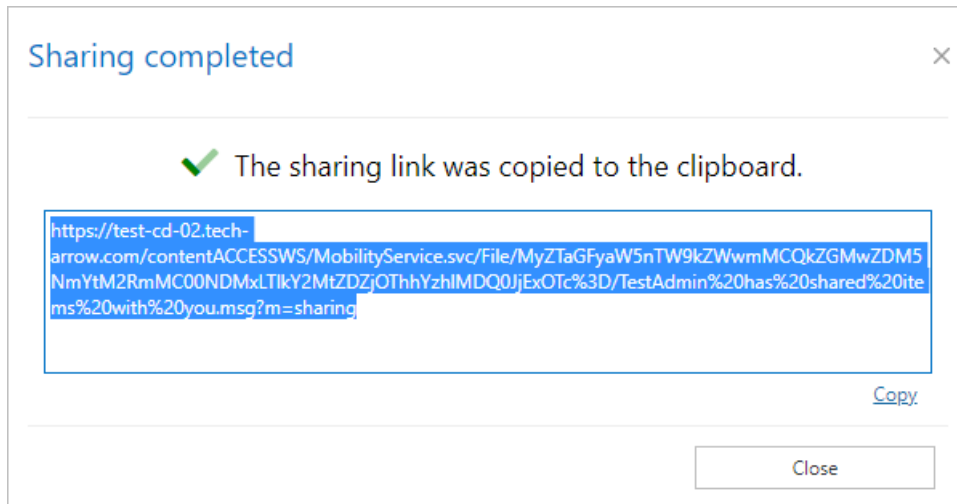 Sharing completed
The sharing link was copied to the clipboard.
https://test-cd-02.tech-
arrow.com/contentACCESSWS/MobilityService.svc/File/MyZTaGFyaW5nTW9kZWwmMCQkZGMwZDM5
NmYtM2RmMC00NDMxLTlkY2MtZDZjOThhYzhlMDQ0JjExOTc%3D/TestAdmin%20has%20shared%20ite
ms%20with%20you.msg?m=sharing
Copy
Close